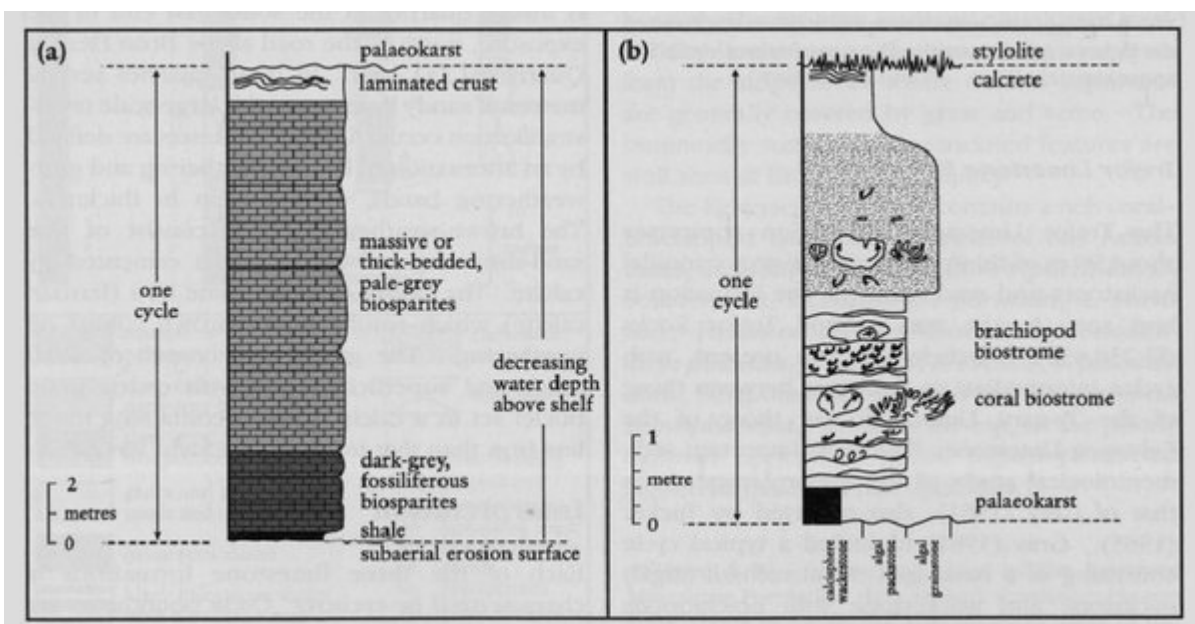 (a)
palaeokarst
laminated crust
one
cycle
massive or
thick-bedded,
pale-grey
biosparites
decreasing
water depth
above shelf
dark-grey,
fossiliferous
biosparites
shale
subaerial erosion surface
2
metres
0
(b)
stylolite
calcrete
one
cycle
brachiopod
biostrome
coral biostrome
1
metre
0
palaeokarst
calcisphere
wackestone
algal
packstone
algal
grainstone